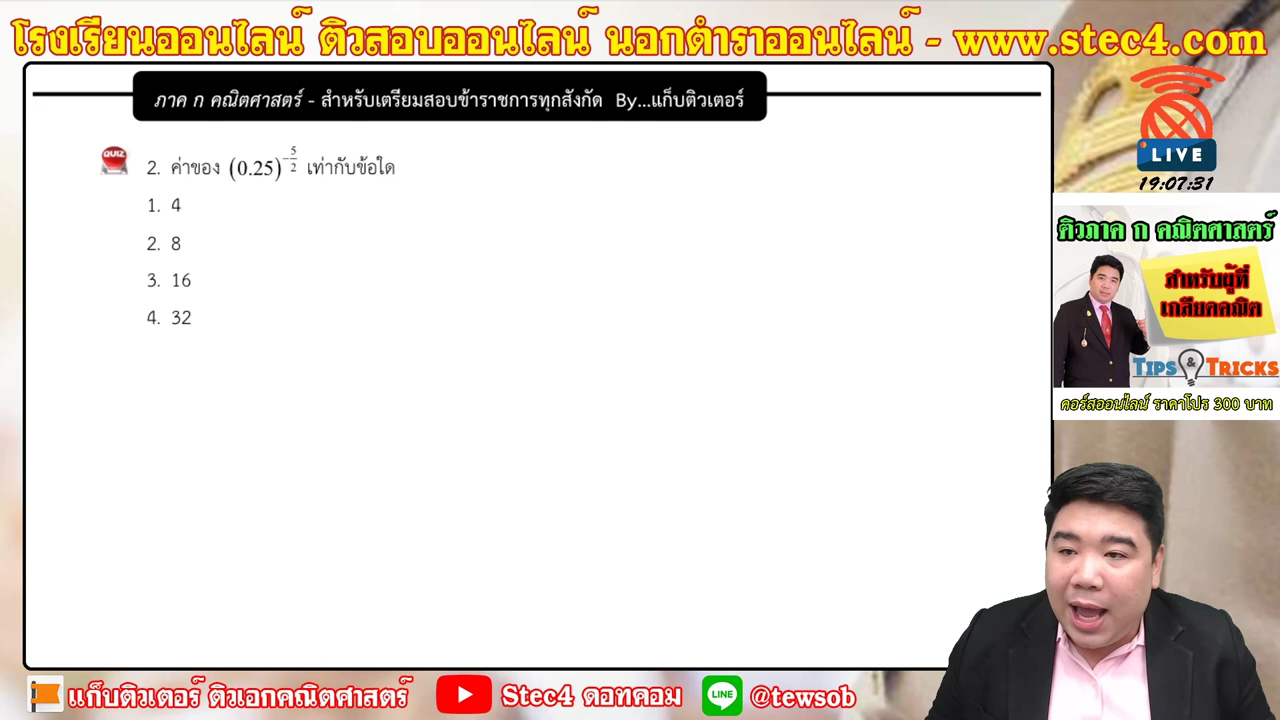 โรงเรียนออนไลน์ ติวสอบออนไลน์ นอกตำราออนไลน์ - www.stec4.com
ภาค ก คณิตศาสตร์ - สำหรับเตรียมสอบข้าราชการทุกสังกัด By...แก็บติวเตอร์
LIVE
19:07:31
QUIZ
2. ค่าของ (0.25)^{-5/2} เท่ากับข้อใด
1. 4
2. 8
3. 16
4. 32
ติวภาค ก คณิตศาสตร์
สำหรับผู้ที่
เกลียดคณิต
TIPS & TRICKS
คอร์สออนไลน์ ราคาโปร 300 บาท
แก็บติวเตอร์ ติวเอกคณิตศาสตร์
Stec4 ดอทคอม
LINE
@tewsob